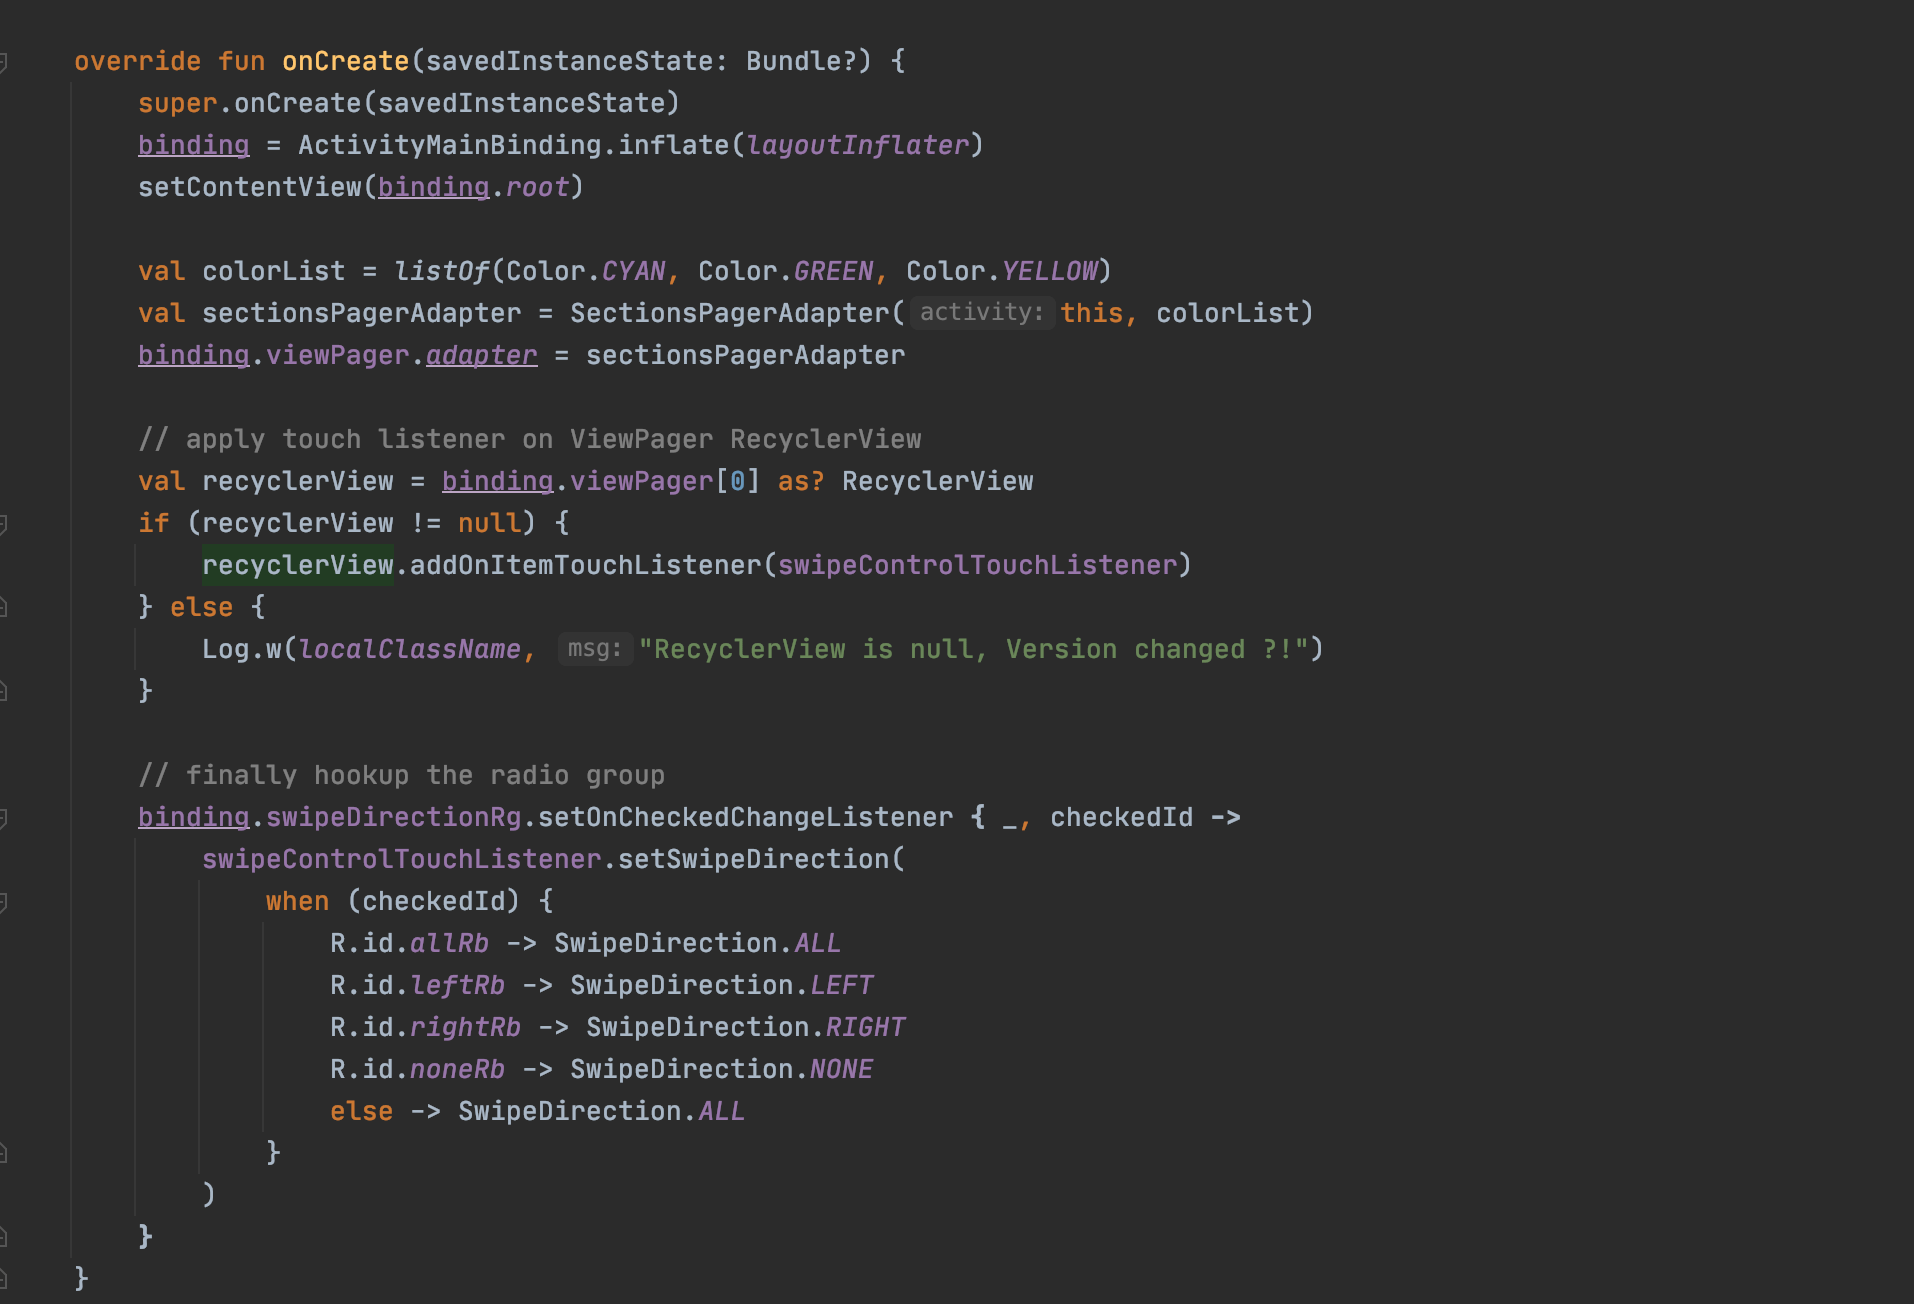 override fun onCreate(savedInstanceState: Bundle?) {
super.onCreate(savedInstanceState)
binding = ActivityMainBinding.inflate(layoutInflater)
setContentView(binding.root)
val colorList = listOf(Color.CYAN, Color.GREEN, Color.YELLOW)
val sectionsPagerAdapter = SectionsPagerAdapter( activity: this, colorList)
binding.viewPager.adapter = sectionsPagerAdapter
// apply touch listener on ViewPager RecyclerView
val recyclerView = binding.viewPager[0] as? RecyclerView
if (recyclerView != null) {
recyclerView.addOnItemTouchListener(swipeControlTouchListener)
} else {
Log.w(localClassName, msg: "RecyclerView is null, Version changed ?!")
}
// finally hookup the radio group
binding.swipeDirectionRg.setOnCheckedChangeListener { _, checkedId ->
swipeControlTouchListener.setSwipeDirection(
when (checkedId) {
R.id.allRb -> SwipeDirection.ALL
R.id.leftRb -> SwipeDirection.LEFT
R.id.rightRb -> SwipeDirection.RIGHT
R.id.noneRb -> SwipeDirection.NONE
else -> SwipeDirection.ALL
}
)
}
}